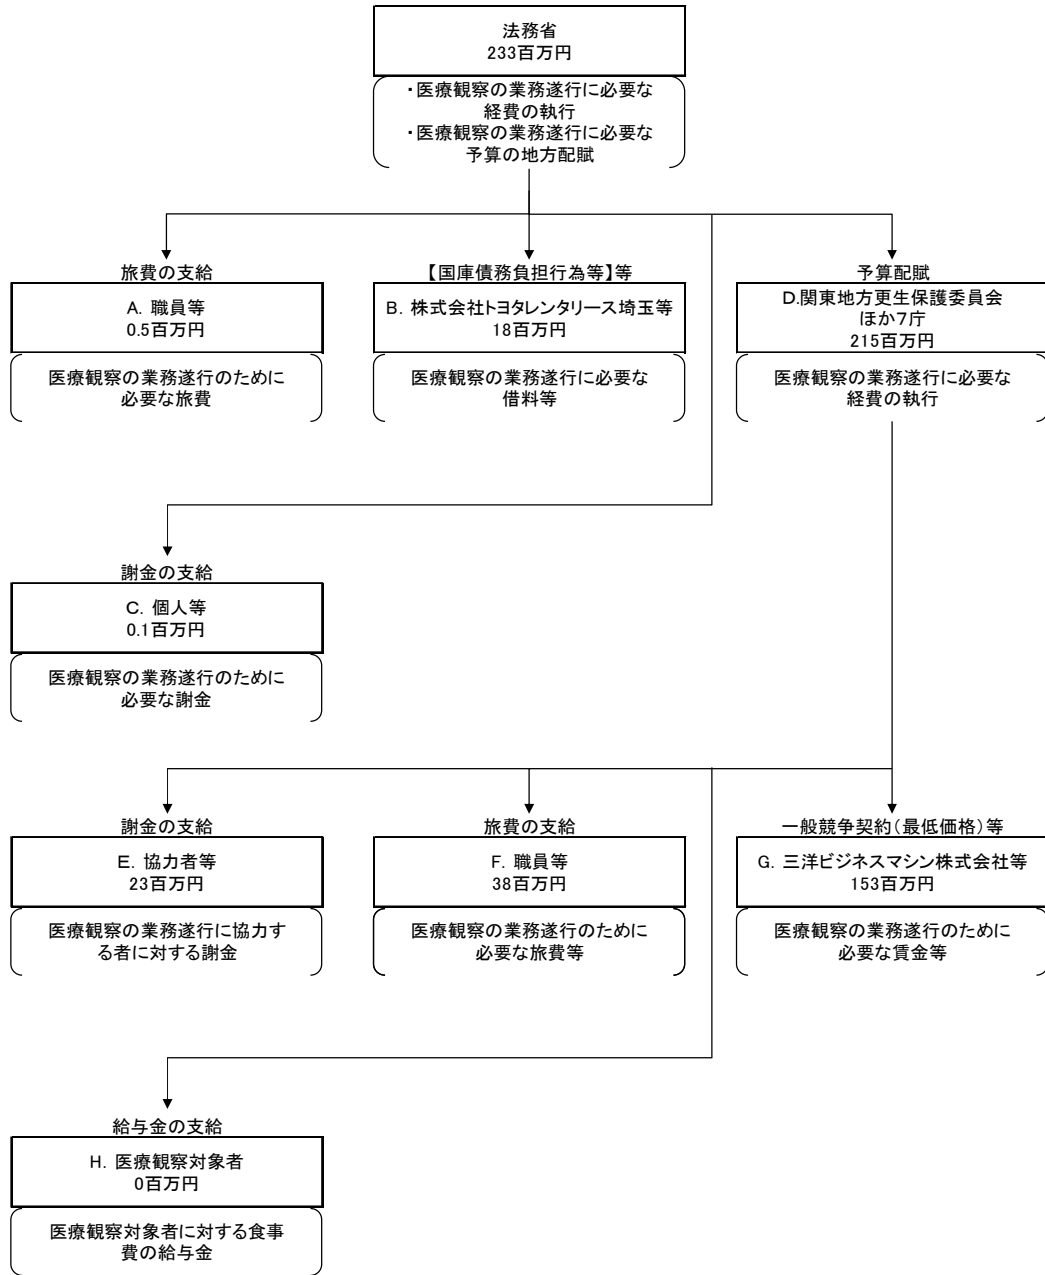 法務省
233百万円
・医療観察の業務遂行に必要な
経費の執行
・医療観察の業務遂行に必要な
予算の地方配賦
旅費の支給
A. 職員等
0.5百万円
医療観察の業務遂行のために
必要な旅費
【国庫債務負担行為等】等
B. 株式会社トヨタレンタリース埼玉等
18百万円
医療観察の業務遂行に必要な
借料等
予算配賦
D.関東地方更生保護委員会
ほか7庁
215百万円
医療観察の業務遂行に必要な
経費の執行
謝金の支給
C. 個人等
0.1百万円
医療観察の業務遂行のために
必要な謝金
謝金の支給
E. 協力者等
23百万円
医療観察の業務遂行に協力す
る者に対する謝金
旅費の支給
F. 職員等
38百万円
医療観察の業務遂行のために
必要な旅費等
一般競争契約(最低価格)等
G. 三洋ビジネスマシン株式会社等
153百万円
医療観察の業務遂行のために
必要な賃金等
給与金の支給
H. 医療観察対象者
0百万円
医療観察対象者に対する食事
費の給与金